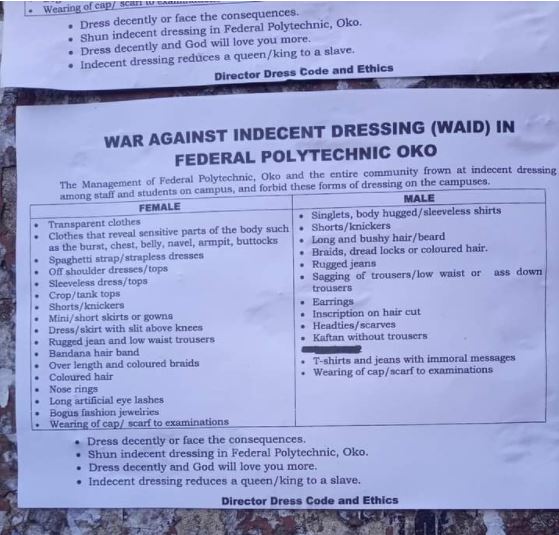 • Wearing of cap/ scarf to examinations
• Dress decently or face the consequences.
• Shun indecent dressing in Federal Polytechnic, Oko.
• Dress decently and God will love you more.
• Indecent dressing reduces a queen/king to a slave.
Director Dress Code and Ethics
WAR AGAINST INDECENT DRESSING (WAID) IN
FEDERAL POLYTECHNIC OKO
The Management of Federal Polytechnic, Oko and the entire community frown at indecent dressing
among staff and students on campus, and forbid these forms of dressing on the campuses.
FEMALE
• Transparent clothes
• Clothes that reveal sensitive parts of the body such
as the burst, chest, belly, navel, armpit, buttocks
• Spaghetti strap/strapless dresses
• Off shoulder dresses/tops
• Sleeveless dress/tops
• Crop/tank tops
• Shorts/knickers
• Mini/short skirts or gowns
• Dress/skirt with slit above knees
• Rugged jean and low waist trousers
• Bandana hair band
• Over length and coloured braids
• Coloured hair
• Nose rings
• Long artificial eye lashes
• Bogus fashion jewelries
• Wearing of cap/ scarf to examinations
MALE
• Singlets, body hugged/sleeveless shirts
• Shorts/knickers
• Long and bushy hair/beard
• Braids, dread locks or coloured hair.
• Rugged jeans
• Sagging of trousers/low waist or ass down
trousers
• Earrings
• Inscription on hair cut
• Headties/scarves
• Kaftan without trousers
• T-shirts and jeans with immoral messages
• Wearing of cap/scarf to examinations
• Dress decently or face the consequences.
• Shun indecent dressing in Federal Polytechnic, Oko.
• Dress decently and God will love you more.
• Indecent dressing reduces a queen/king to a slave.
Director Dress Code and Ethics